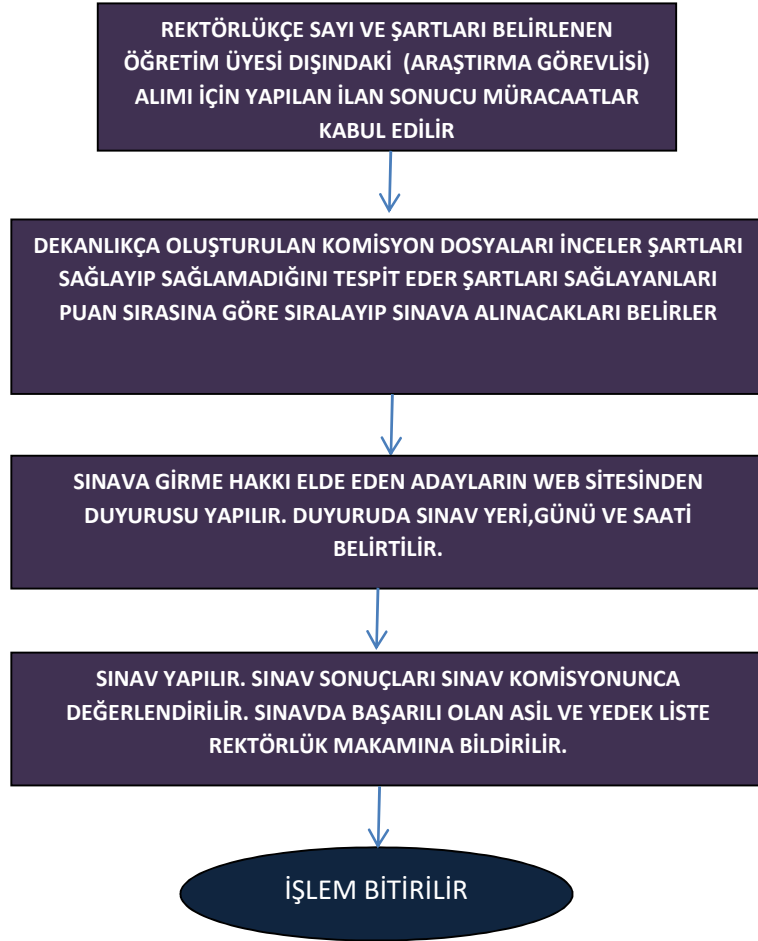 REKTÖRLÜKÇE SAYI VE ŞARTLARI BELİRLENEN
ÖĞRETİM ÜYESİ DIŞINDAKİ (ARAŞTIRMA GÖREVLİSİ)
ALIMI İÇİN YAPILAN İLAN SONUCU MÜRACAATLAR
KABUL EDİLİR
DEKANLIKÇA OLUŞTURULAN KOMİSYON DOSYALARI İNCELER ŞARTLARI
SAĞLAYIP SAĞLAMADIĞINI TESPİT EDER ŞARTLARI SAĞLAYANLARI
PUAN SIRASINA GÖRE SIRALAYIP SINAVA ALINACAKLARI BELİRLER
SINAVA GİRME HAKKI ELDE EDEN ADAYLARIN WEB SİTESİNDEN
DUYURUSU YAPILIR. DUYURUDA SINAV YERİ,GÜNÜ VE SAATİ
BELİRTİLİR.
SINAV YAPILIR. SINAV SONUÇLARI SINAV KOMİSYONUNCA
DEĞERLENDİRİLİR. SINAVDA BAŞARILI OLAN ASİL VE YEDEK LİSTE
REKTÖRLÜK MAKAMINA BİLDİRİLİR.
İŞLEM BİTİRİLİR